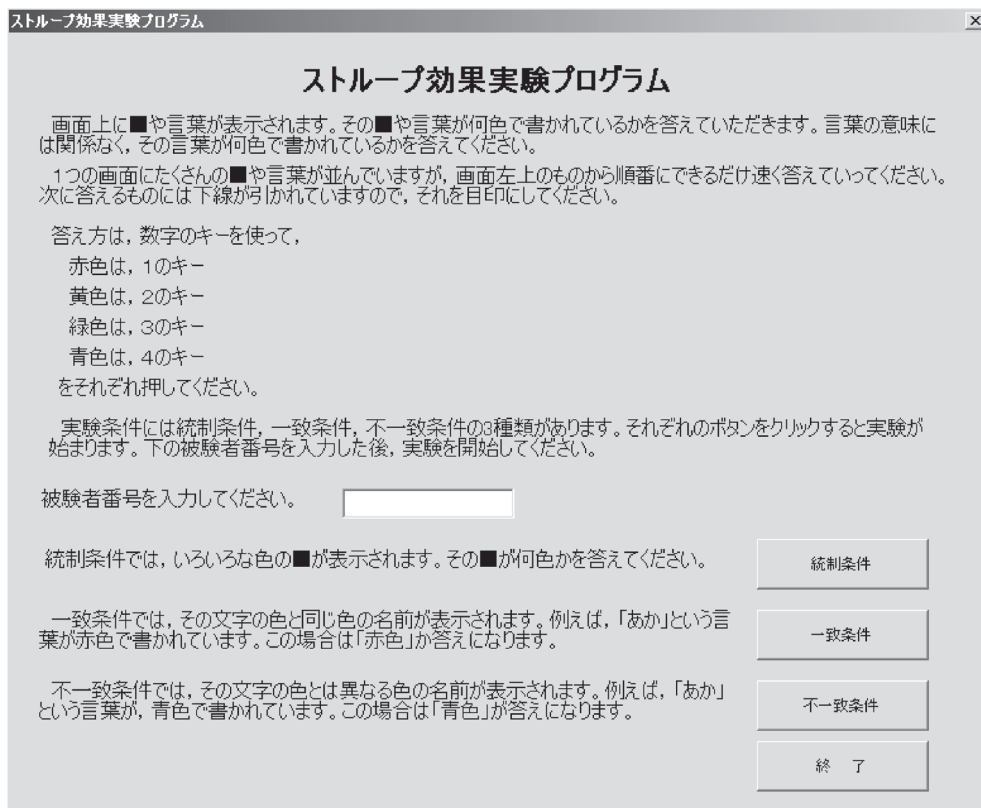 ストループ効果実験プログラム
ストループ効果実験プログラム
画面上に■や言葉が表示されます。その■や言葉が何色で書かれているかを答えていただきます。言葉の意味に
は関係なく,その言葉が何色で書かれているかを答えてください。
1つの画面にたくさんの■や言葉が並んでいますが,画面左上のものから順番にできるだけ速く答えていってください。
次に答えるものには下線が引かれていますので,それを目印にしてください。
答え方は,数字のキーを使って,
赤色は,1のキー
黄色は,2のキー
緑色は,3のキー
青色は,4のキー
をそれぞれ押してください。
実験条件には統制条件,一致条件,不一致条件の3種類があります。それぞれのボタンをクリックすると実験が
始まります。下の被験者番号を入力した後,実験を開始してください。
被験者番号を入力してください。
統制条件では,いろいろな色の■が表示されます。その■が何色かを答えてください。
統制条件
一致条件では,その文字の色と同じ色の名前が表示されます。例えば,「あか」という言
葉が赤色で書かれています。この場合は「赤色」が答えになります。
一致条件
不一致条件では,その文字の色とは異なる色の名前が表示されます。例えば,「あか」
という言葉が,青色で書かれています。この場合は「青色」が答えになります。
不一致条件
終 了